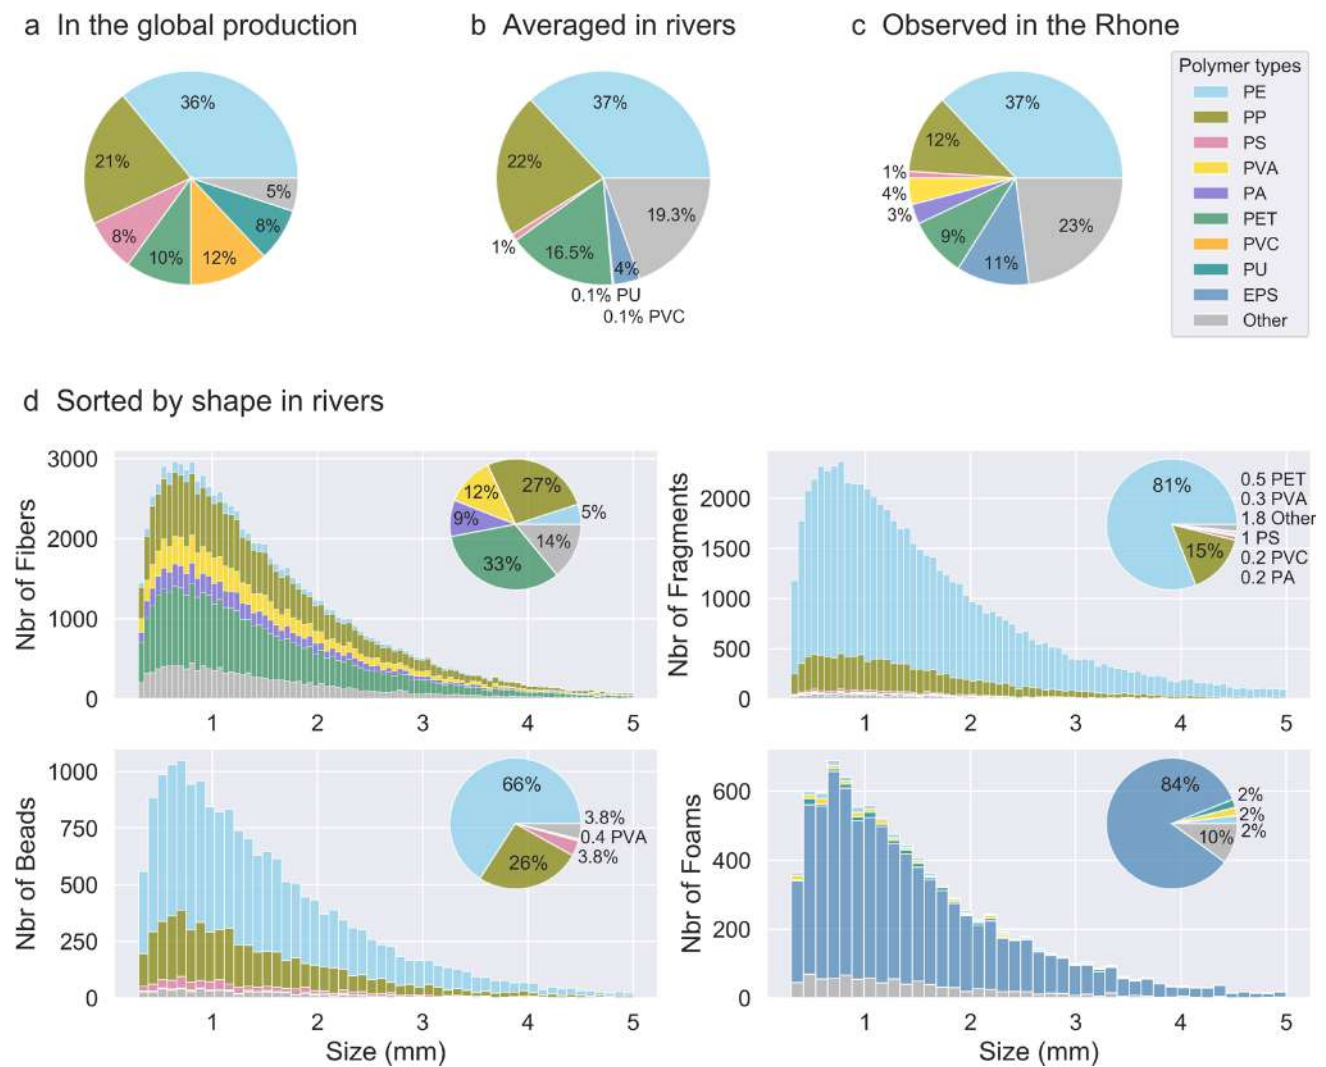 a In the global production
b Averaged in rivers
c Observed in the Rhone
36%
21%
8%
10%
12%
8%
5%
37%
22%
1%
16.5%
0.1% PU
0.1% PVC
4%
19.3%
37%
12%
1%
4%
3%
9%
11%
23%
Polymer types
PE
PP
PS
PVA
PA
PET
PVC
PU
EPS
Other
d Sorted by shape in rivers
Nbr of Fibers
3000
2000
1000
0
1 2 3 4 5
27%
12%
9%
33%
14%
5%
Nbr of Fragments
2000
1500
1000
500
0
1 2 3 4 5
81%
15%
0.5 PET
0.3 PVA
1.8 Other
1 PS
0.2 PVC
0.2 PA
Nbr of Beads
1000
750
500
250
0
1 2 3 4 5
Size (mm)
66%
26%
3.8%
0.4 PVA
3.8%
Nbr of Foams
600
400
200
0
1 2 3 4 5
Size (mm)
84%
2%
2%
2%
10%